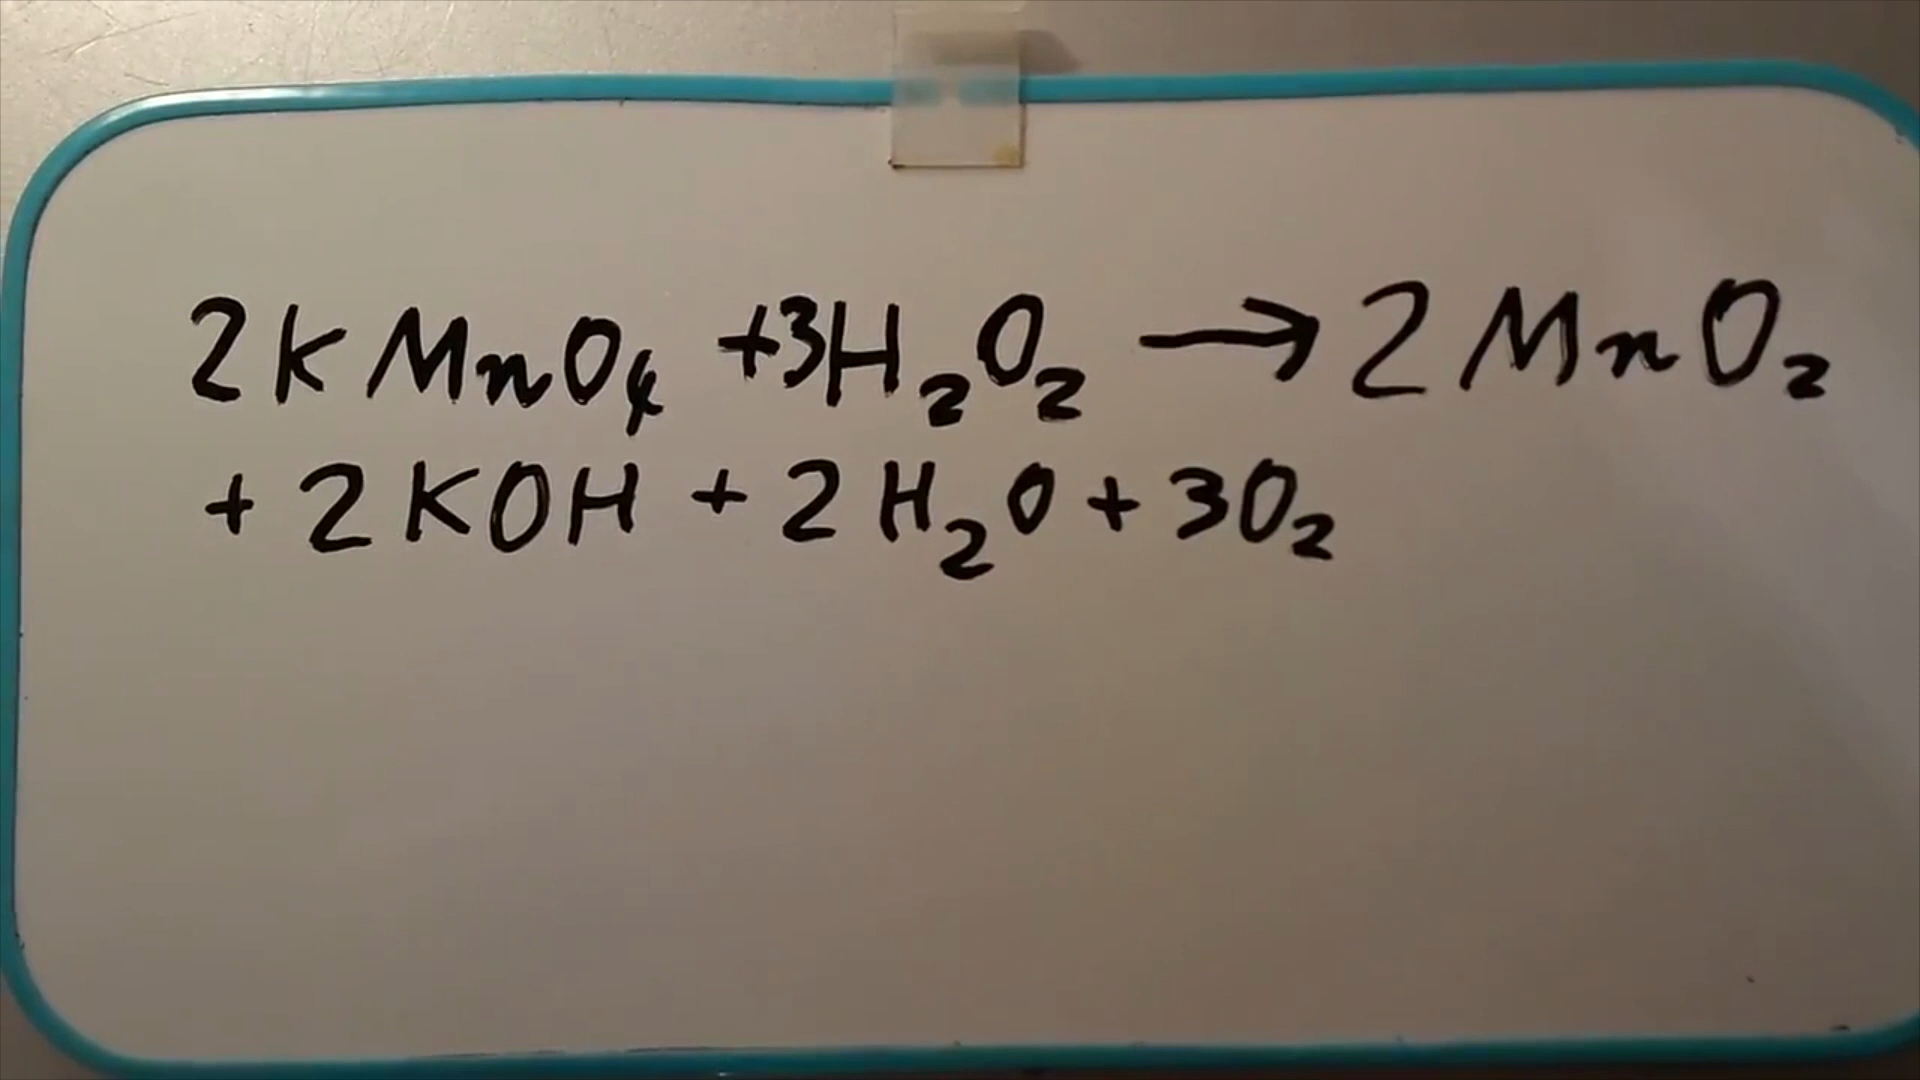 2KMnO₄ +3H₂O₂ → 2MnO₂
+ 2KOH + 2H₂O + 3O₂